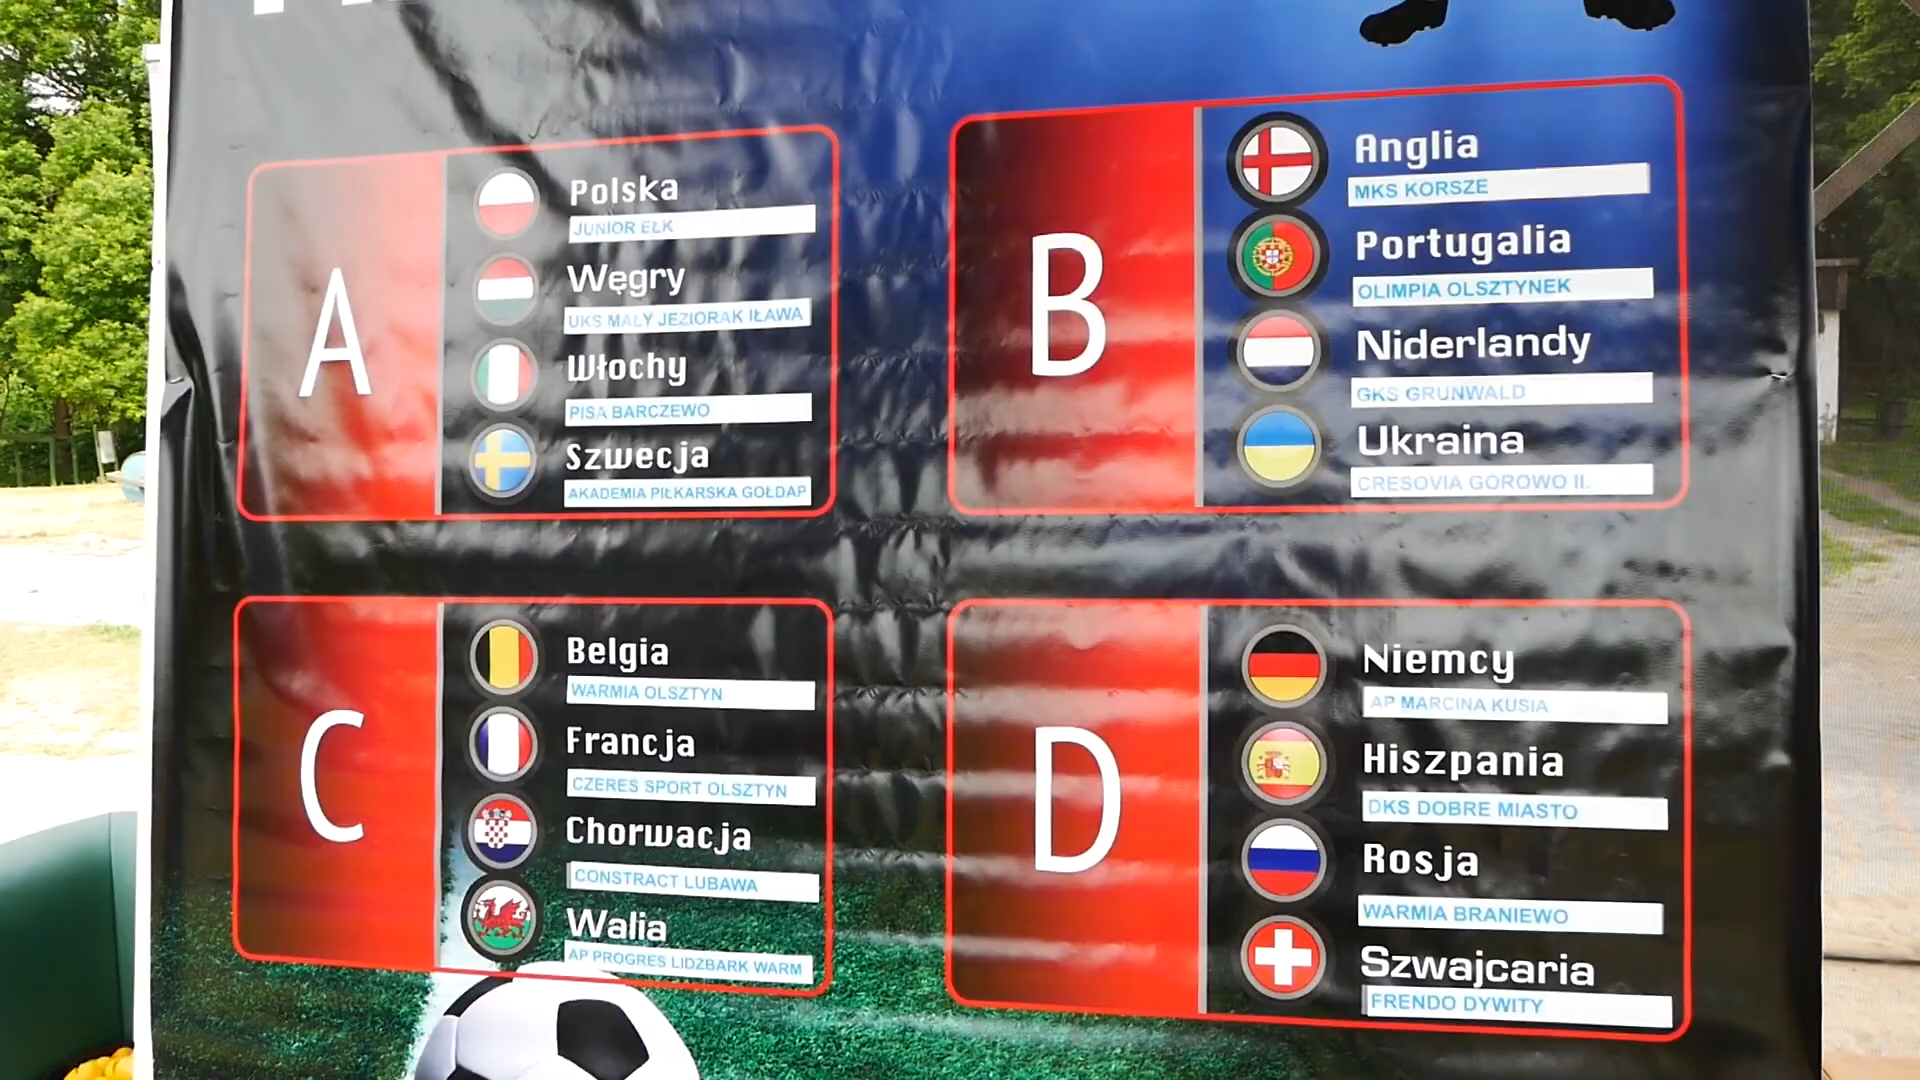 A
Polska
JUNIOR EŁK
Węgry
UKS MAŁY JEZIORAK IŁAWA
Włochy
PISA BARCZEWO
Szwecja
AKADEMIA PIŁKARSKA GOŁDAP
B
Anglia
MKS KORSZE
Portugalia
OLIMPIA OLSZTYNEK
Niderlandy
GKS GRUNWALD
Ukraina
CRESOVIA GÓROWO IŁ.
C
Belgia
WARMIA OLSZTYN
Francja
CZERES SPORT OLSZTYN
Chorwacja
CONSTRACT LUBAWA
Walia
AP PROGRES LIDZBARK WARM
D
Niemcy
AP MARCINA KUSIA
Hiszpania
DKS DOBRE MIASTO
Rosja
WARMIA BRANIEWO
Szwajcaria
FRENDO DYWITY